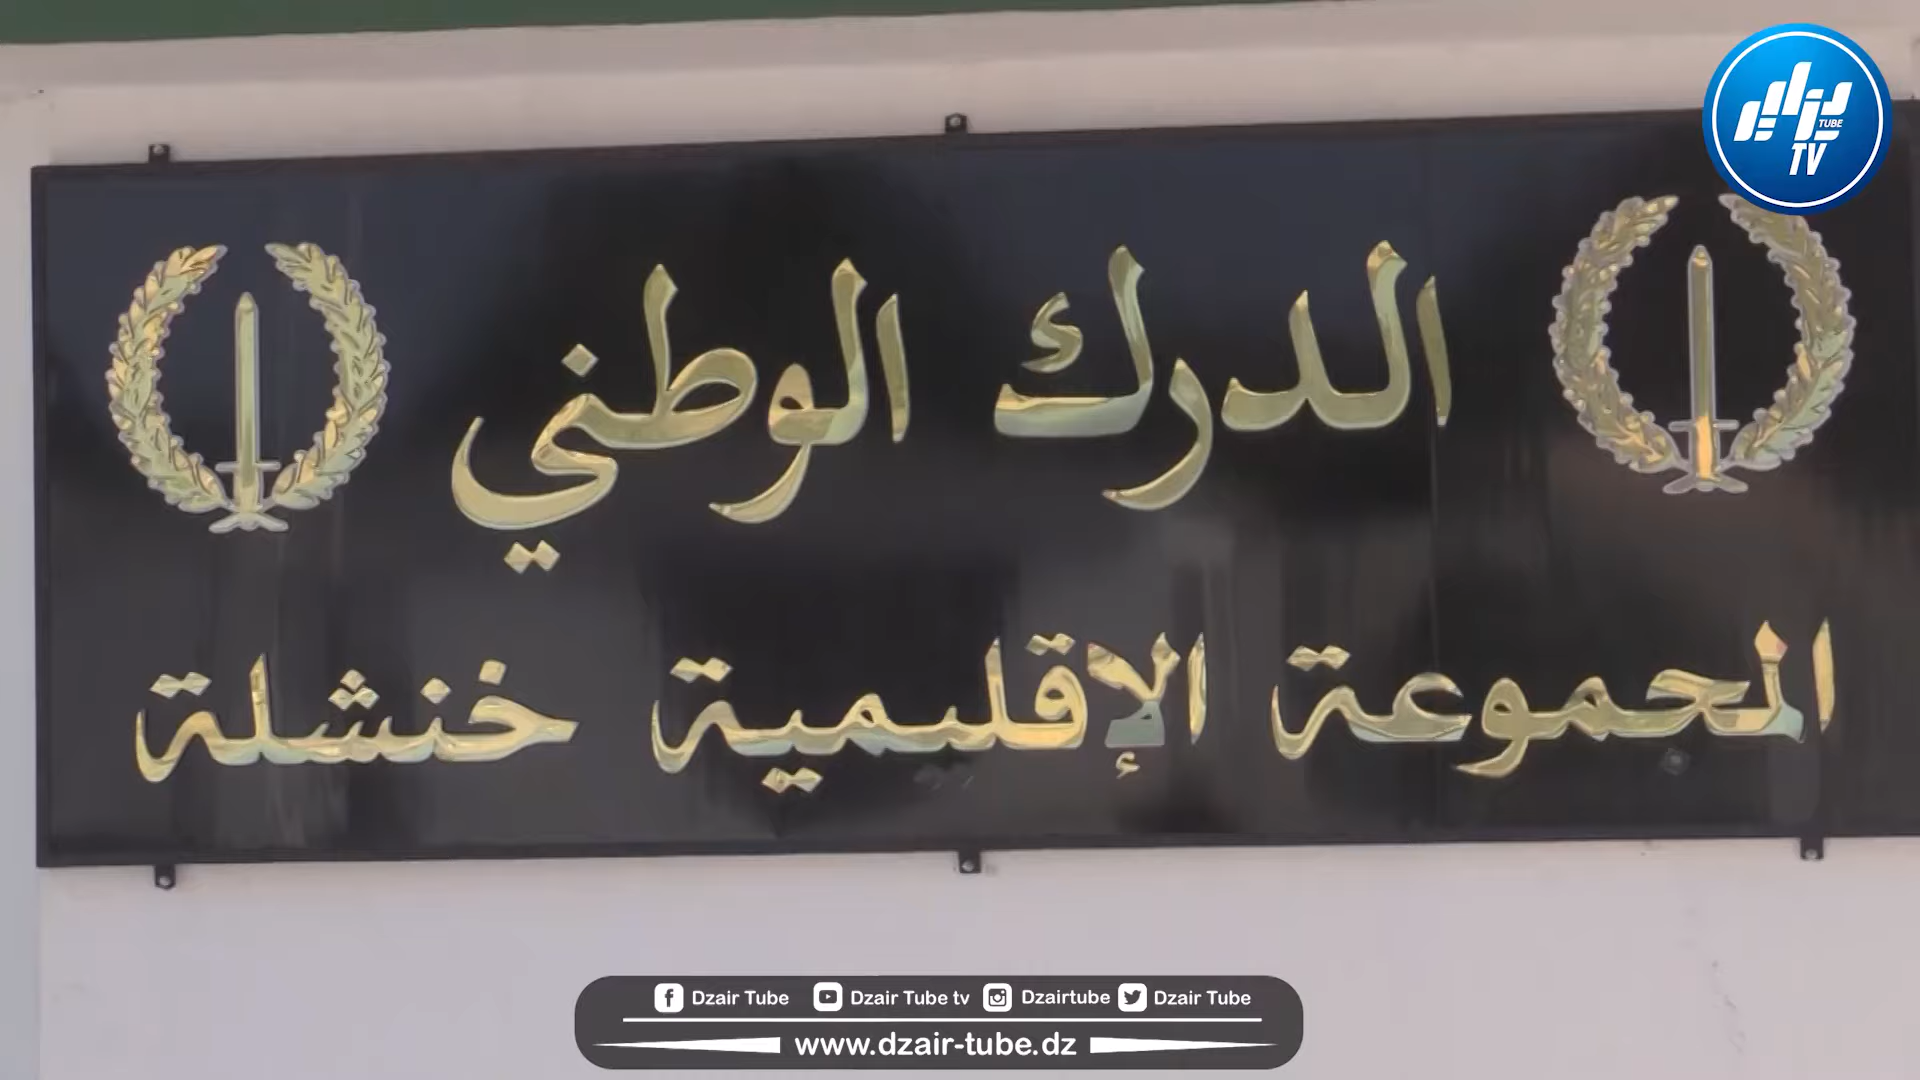 الدرك الوطني
المجموعة الإقليمية خنشلة
TUBE
TV
Dzair Tube Dzair Tube tv Dzairtube Dzair Tube
www.dzair-tube.dz